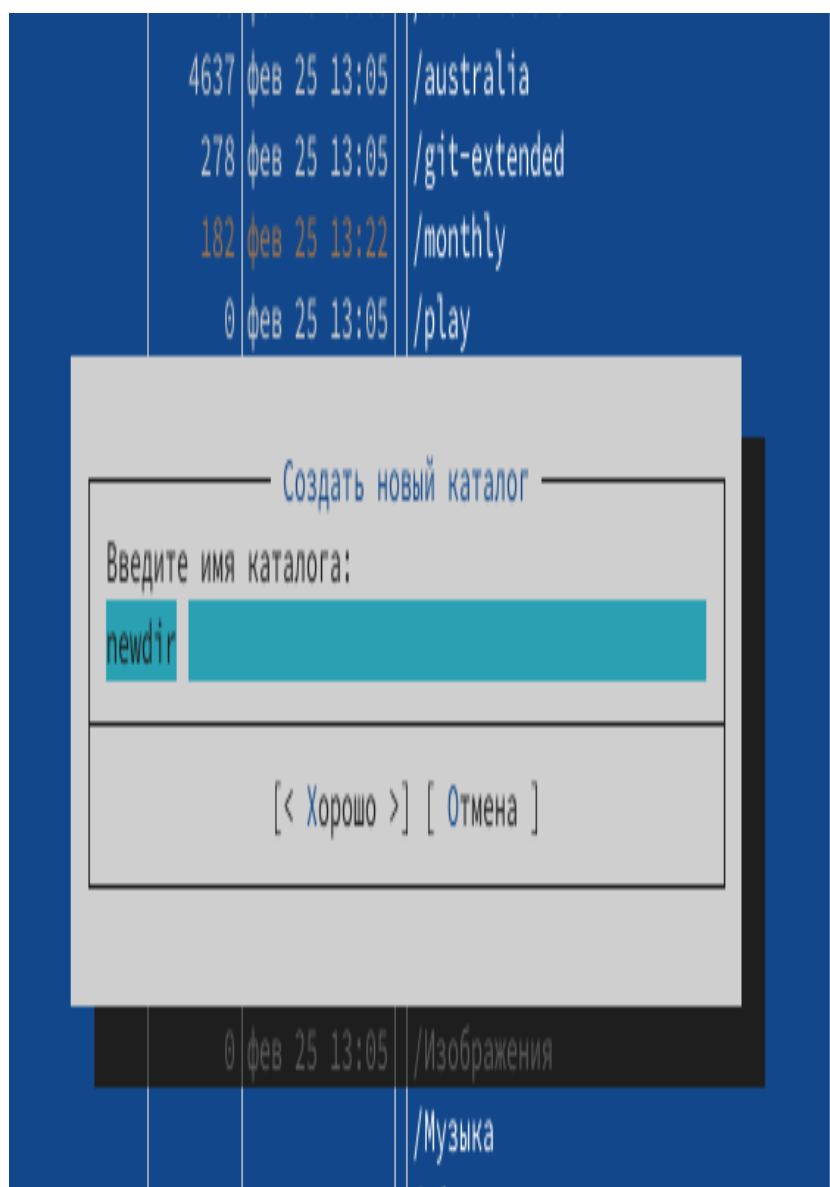 4637 фев 25 13:05 /australia
278 фев 25 13:05 /git-extended
182 фев 25 13:22 /monthly
0 фев 25 13:05 /play
Создать новый каталог
Введите имя каталога:
newdir
[< Хорошо >] [ Отмена ]
0 фев 25 13:05 /Изображения
/Музыка